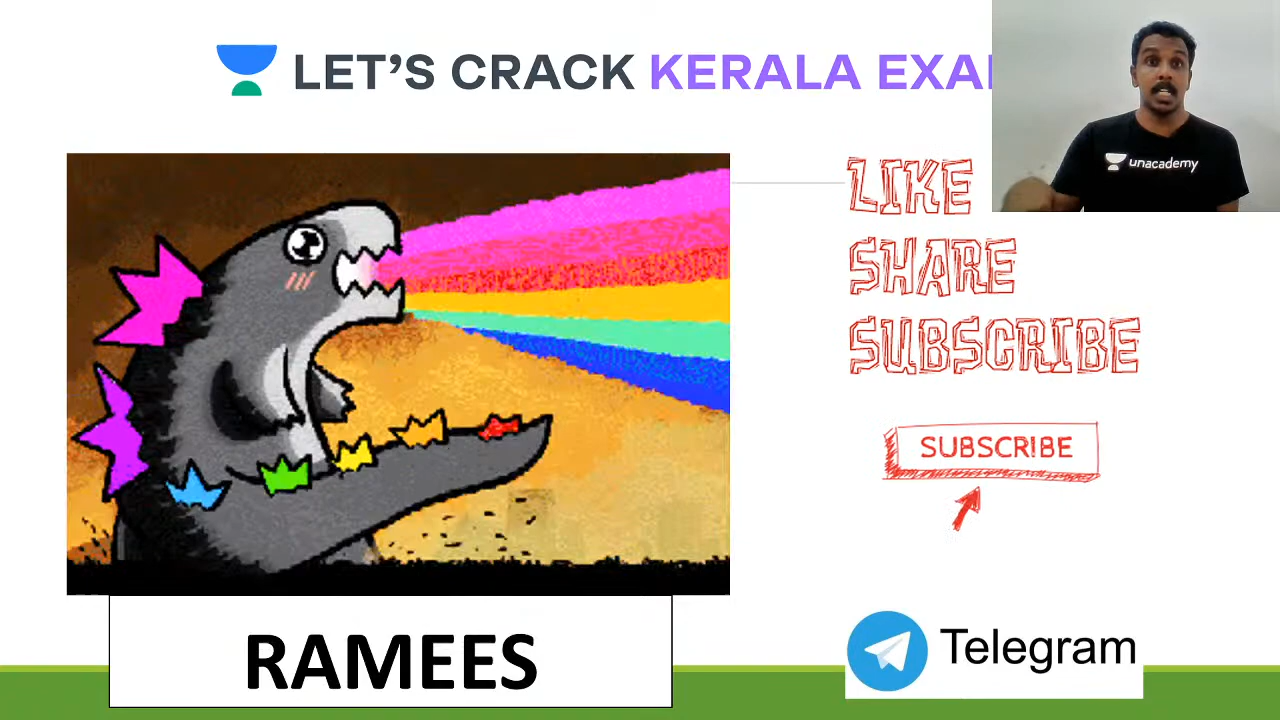 LET'S CRACK KERALA EXA
unacademy
LIKE
SHARE
SUBSCRIBE
SUBSCRIBE
RAMEES
Telegram